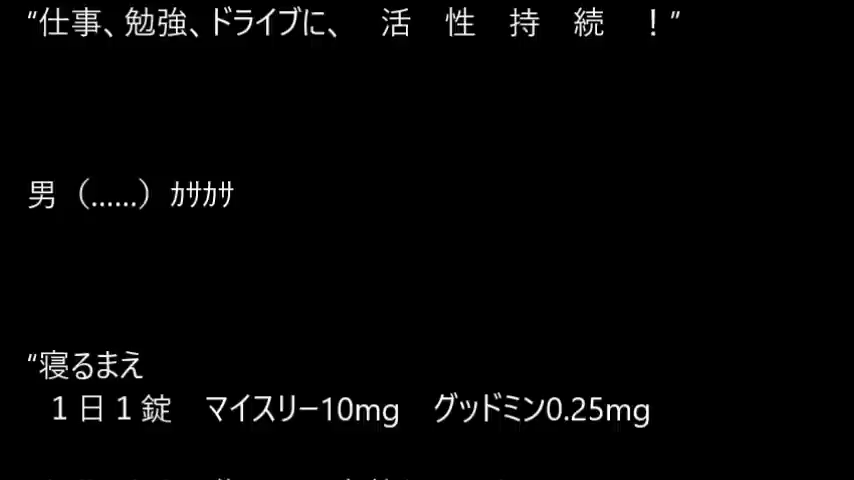 “仕事、勉強、ドライブに、　活　性　持　続　！”
男（……）ｶｻｶｻ
“寝るまえ
１日１錠　マイスリー10mg　グッドミン0.25mg